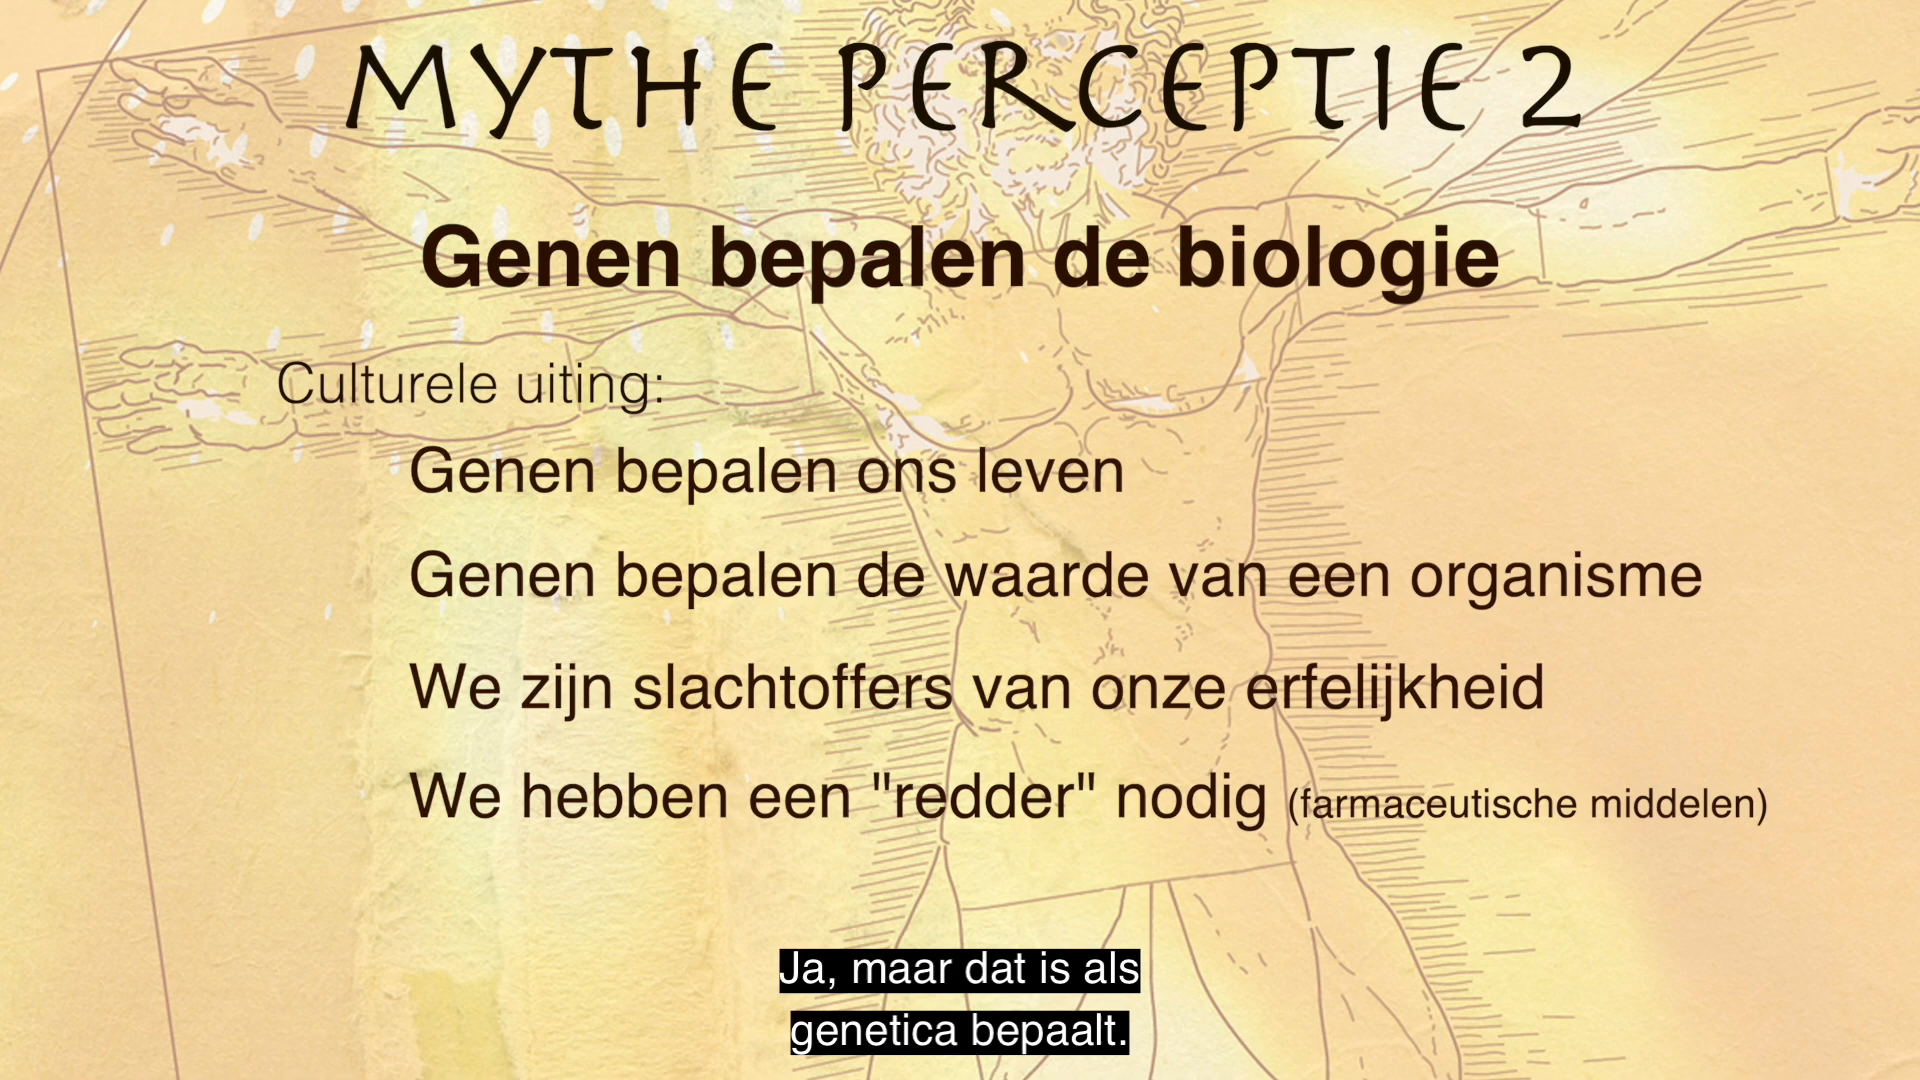 MYTHE PERCEPTIE 2
Genen bepalen de biologie
Culturele uiting:
Genen bepalen ons leven
Genen bepalen de waarde van een organisme
We zijn slachtoffers van onze erfelijkheid
We hebben een "redder" nodig (farmaceutische middelen)
Ja, maar dat is als
genetica bepaalt.